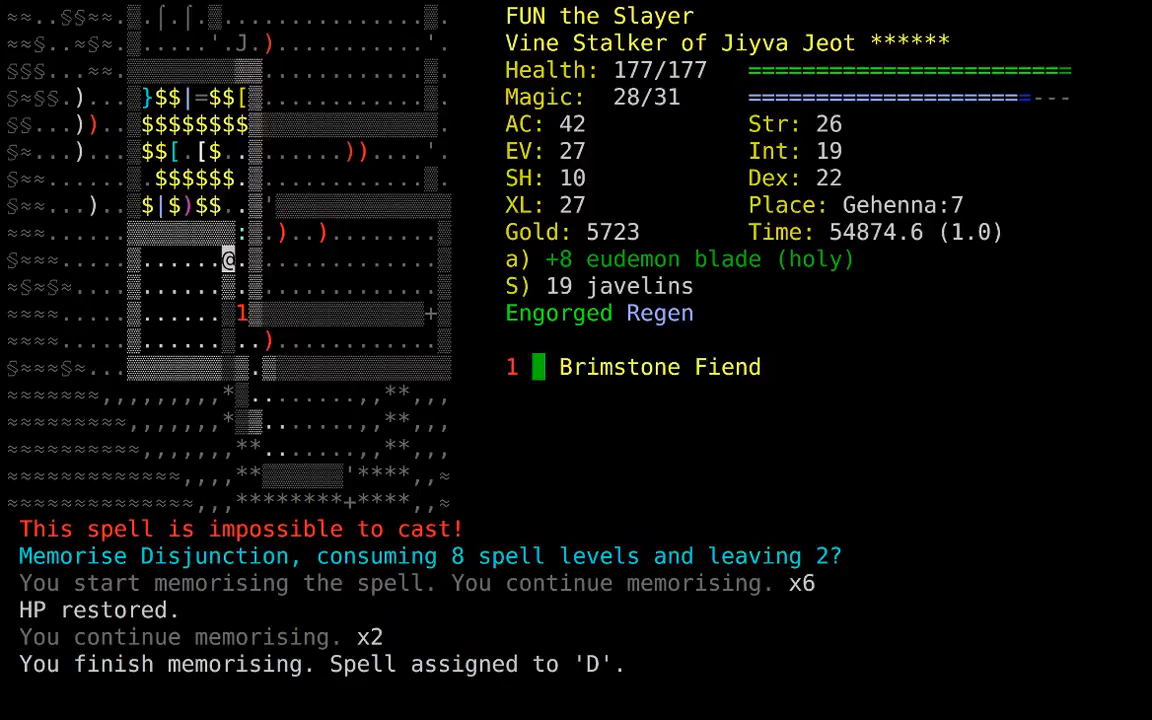 FUN the Slayer
Vine Stalker of Jiyva Jeot ******
Health: 177/177
Magic: 28/31
AC: 42 Str: 26
EV: 27 Int: 19
SH: 10 Dex: 22
XL: 27 Place: Gehenna:7
Gold: 5723 Time: 54874.6 (1.0)
a) +8 eudemon blade (holy)
S) 19 javelins
Engorged Regen
1 Brimstone Fiend
This spell is impossible to cast!
Memorise Disjunction, consuming 8 spell levels and leaving 2?
You start memorising the spell. You continue memorising. x6
HP restored.
You continue memorising. x2
You finish memorising. Spell assigned to 'D'.